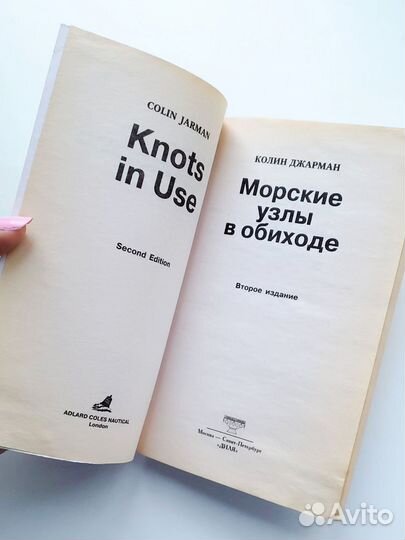 COLIN JARMAN
Knots
in Use
Second Edition
ADLARD COLES NAUTICAL
London
КОЛИН ДЖАРМАН
Морские
узлы
в обиходе
Второе издание
Москва — Санкт-Петербург
«ДИЛЯ»
Avito